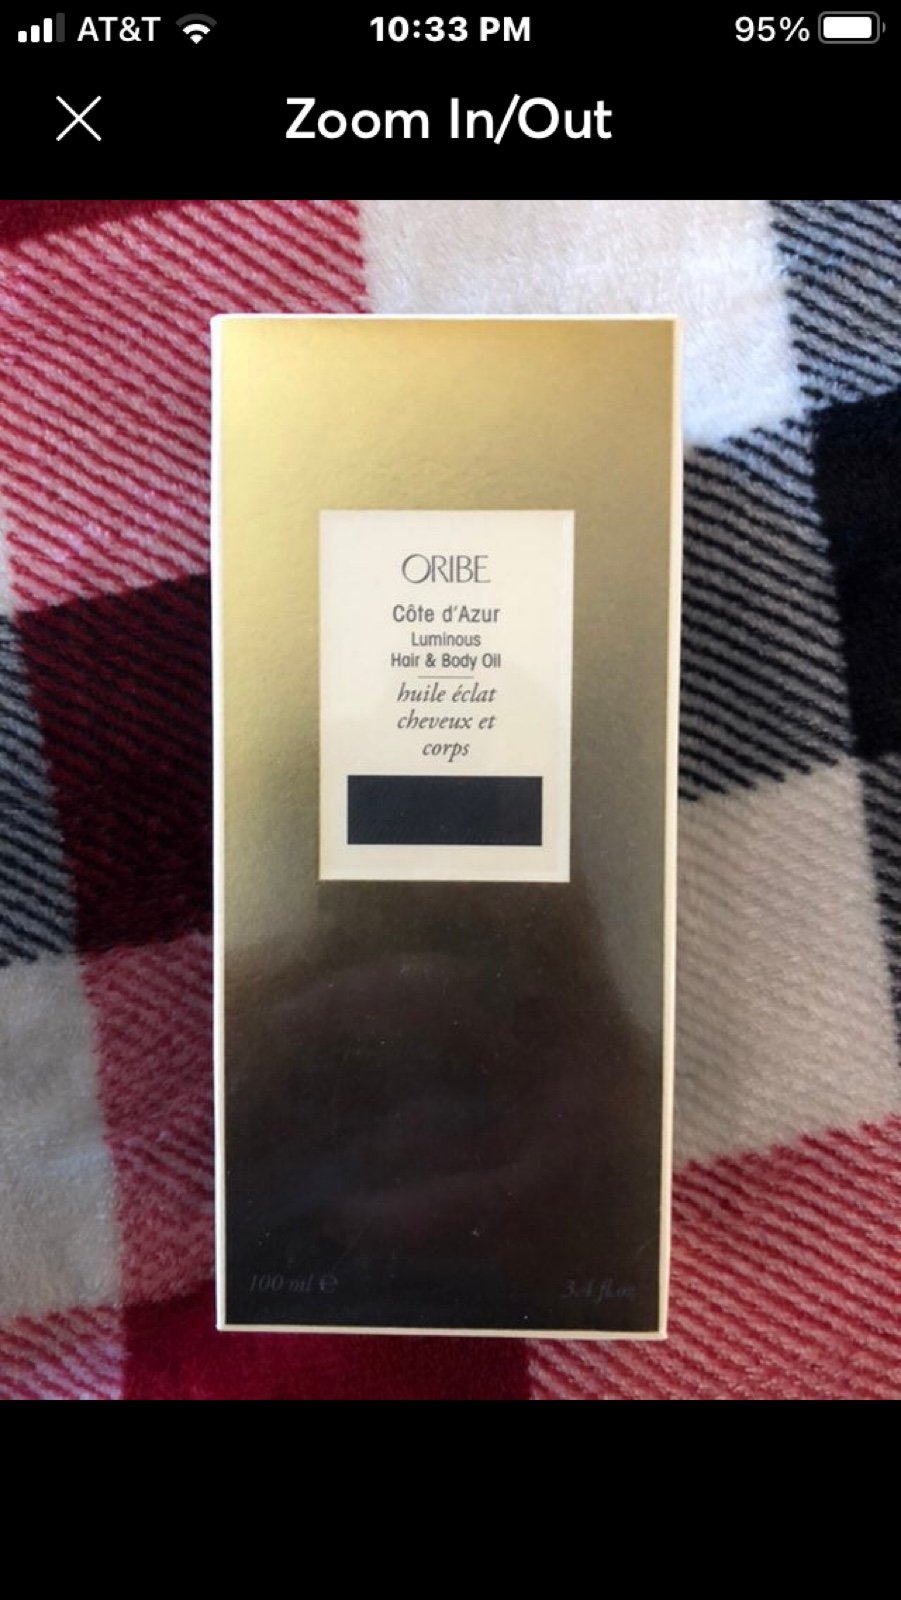 AT&T 10:33 PM 95%
Zoom In/Out
ORIBE
Côte d'Azur
Luminous
Hair & Body Oil
huile éclat
cheveux et
corps
100 ml ℮ 3.4 fl.oz